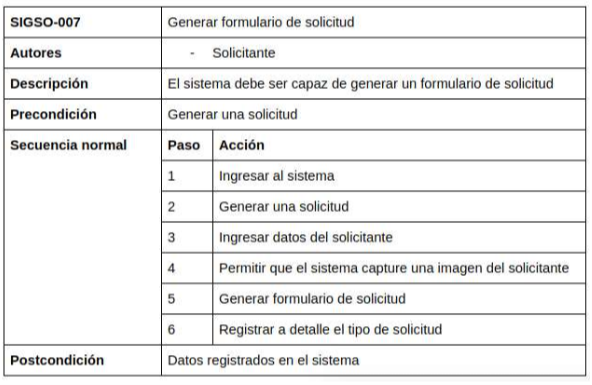 SIGSO-007 Generar formulario de solicitud
Autores - Solicitante
Descripción El sistema debe ser capaz de generar un formulario de solicitud
Precondición Generar una solicitud
Secuencia normal Paso Acción
1 Ingresar al sistema
2 Generar una solicitud
3 Ingresar datos del solicitante
4 Permitir que el sistema capture una imagen del solicitante
5 Generar formulario de solicitud
6 Registrar a detalle el tipo de solicitud
Postcondición Datos registrados en el sistema